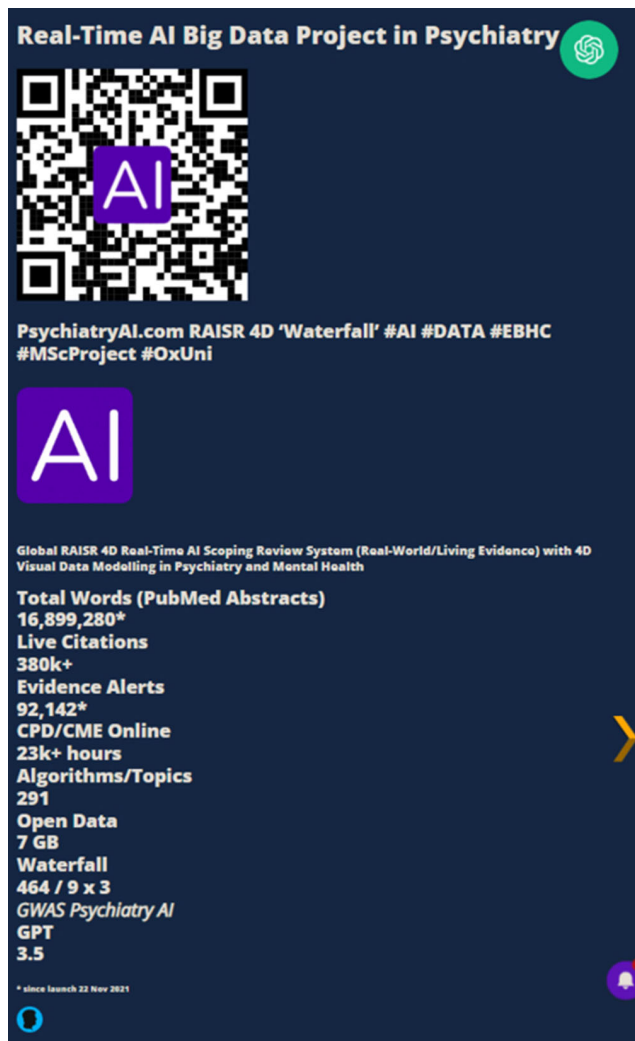 Real-Time AI Big Data Project in Psychiatry
AI
PsychiatryAI.com RAISR 4D ‘Waterfall’ #AI #DATA #EBHC
#MScProject #OxUni
AI
Global RAISR 4D Real-Time AI Scoping Review System (Real-World/Living Evidence) with 4D
Visual Data Modelling in Psychiatry and Mental Health
Total Words (PubMed Abstracts)
16,899,280*
Live Citations
380k+
Evidence Alerts
92,142*
CPD/CME Online
23k+ hours
Algorithms/Topics
291
Open Data
7 GB
Waterfall
464 / 9 x 3
GWAS Psychiatry AI
GPT
3.5
* since launch 22 Nov 2021